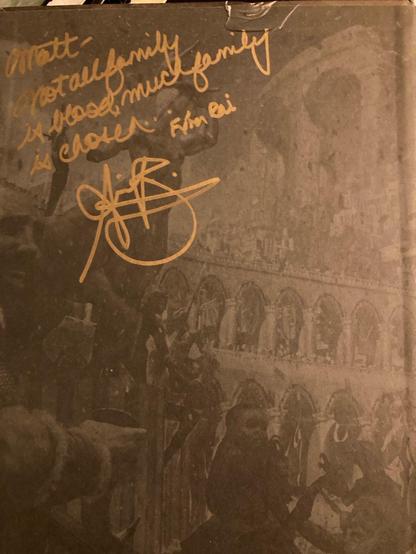 Matt-
Not all family
is blood, much family
is chosen.